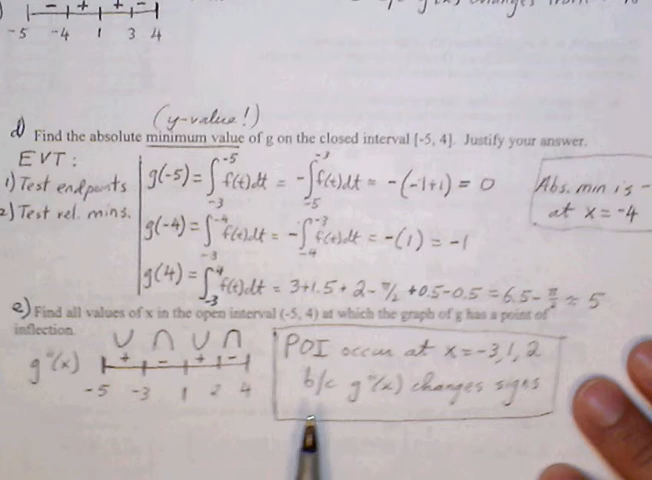 - + + -
-5 -4 1 3 4
(y-value!)
d) Find the absolute minimum value of g on the closed interval [-5, 4]. Justify your answer.
EVT:
1) Test endpoints
2) Test rel. mins.
g(-5) = ∫₋₃⁻⁵ f(t)dt = -∫₋₅⁻³ f(t)dt = -(-1+1) = 0
g(-4) = ∫₋₃⁻⁴ f(t)dt = -∫₋₄⁻³ f(t)dt = -(1) = -1
g(4) = ∫₋₃⁴ f(t)dt = 3+1.5+2-π/2+0.5-0.5 = 6.5-π/2 ≈ 5
Abs. min is -
at x = -4
e) Find all values of x in the open interval (-5, 4) at which the graph of g has a point of
inflection.
∪ ∩ ∪ ∩
g"(x) + - + -
-5 -3 1 2 4
POI occur at x = -3, 1, 2
b/c g"(x) changes signs